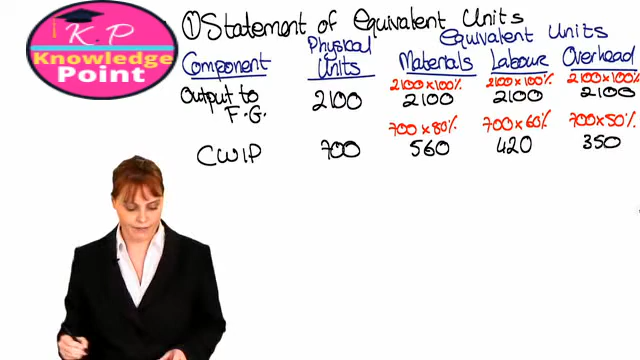 K.P
Knowledge
Point
① Statement of Equivalent Units
Equivalent Units
Component Physical Units Materials Labour Overhead
2100 x 100% 2100 x 100% 2100 x 100%
Output to F.G. 2100 2100 2100 2100
700 x 80% 700 x 60% 700 x 50%
CWIP 700 560 420 350